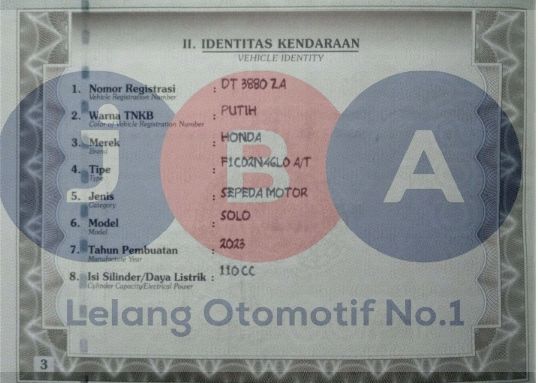 II. IDENTITAS KENDARAAN
VEHICLE IDENTITY
1. Nomor Registrasi : DT 3880 ZA
Vehicle Registration Number
2. Warna TNKB : PUTIH
Color of Vehicle Registration Number
3. Merek : HONDA
Brand
4. Tipe : F1C02N46L0 A/T
Type
5. Jenis : SEPEDA MOTOR
Category
6. Model : SOLO
Model
7. Tahun Pembuatan : 2023
Manufacture Year
8. Isi Silinder/Daya Listrik : 110 CC
Cylinder Capacity/Electrical Power
jBA
Lelang Otomotif No.1
3